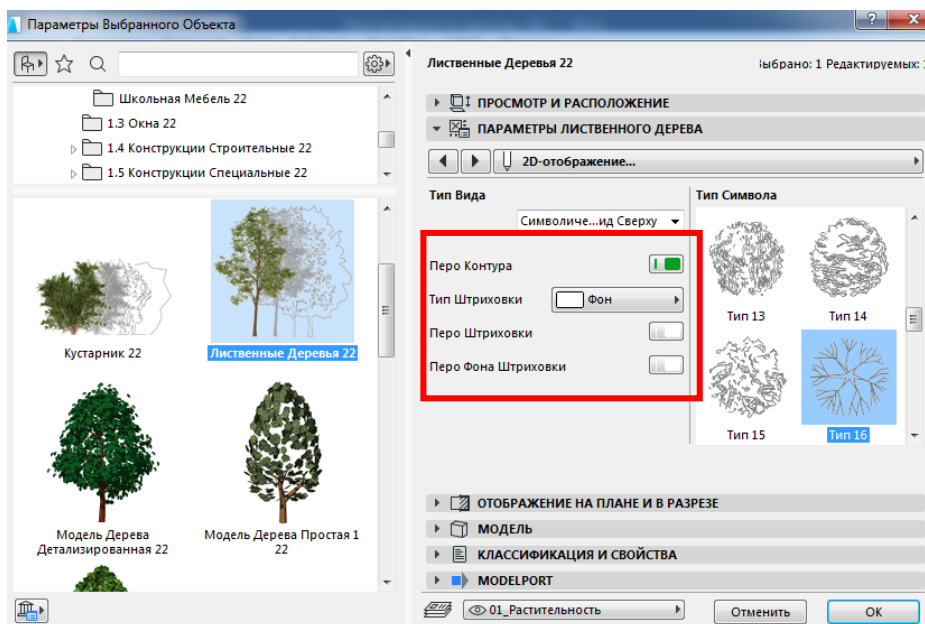 Параметры Выбранного Объекта
Школьная Мебель 22
1.3 Окна 22
1.4 Конструкции Строительные 22
1.5 Конструкции Специальные 22
Кустарник 22
Лиственные Деревья 22
Модель Дерева
Детализированная 22
Модель Дерева Простая 1
22
Лиственные Деревья 22
ıыбрано: 1 Редактируемых: 1
ПРОСМОТР И РАСПОЛОЖЕНИЕ
ПАРАМЕТРЫ ЛИСТВЕННОГО ДЕРЕВА
2D-отображение...
Тип Вида
Символиче...ид Сверху
Перо Контура
Тип Штриховки
Фон
Перо Штриховки
Перо Фона Штриховки
Тип Символа
Тип 13
Тип 14
Тип 15
Тип 16
ОТОБРАЖЕНИЕ НА ПЛАНЕ И В РАЗРЕЗЕ
МОДЕЛЬ
КЛАССИФИКАЦИЯ И СВОЙСТВА
MODELPORT
01_Растительность
Отменить
ОК